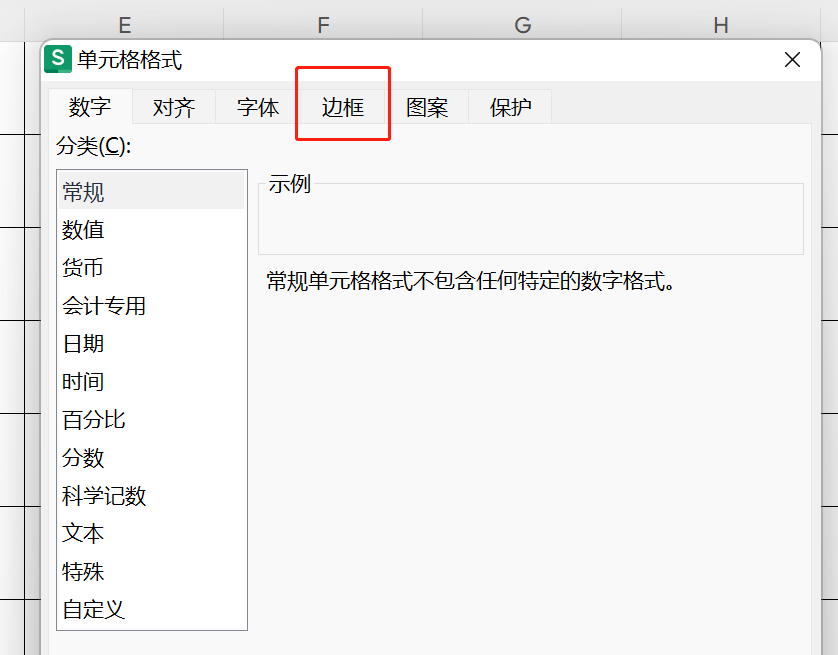 E F G H
S 单元格格式
数字 对齐 字体 边框 图案 保护
分类(C):
常规
数值
货币
会计专用
日期
时间
百分比
分数
科学记数
文本
特殊
自定义
示例
常规单元格格式不包含任何特定的数字格式。